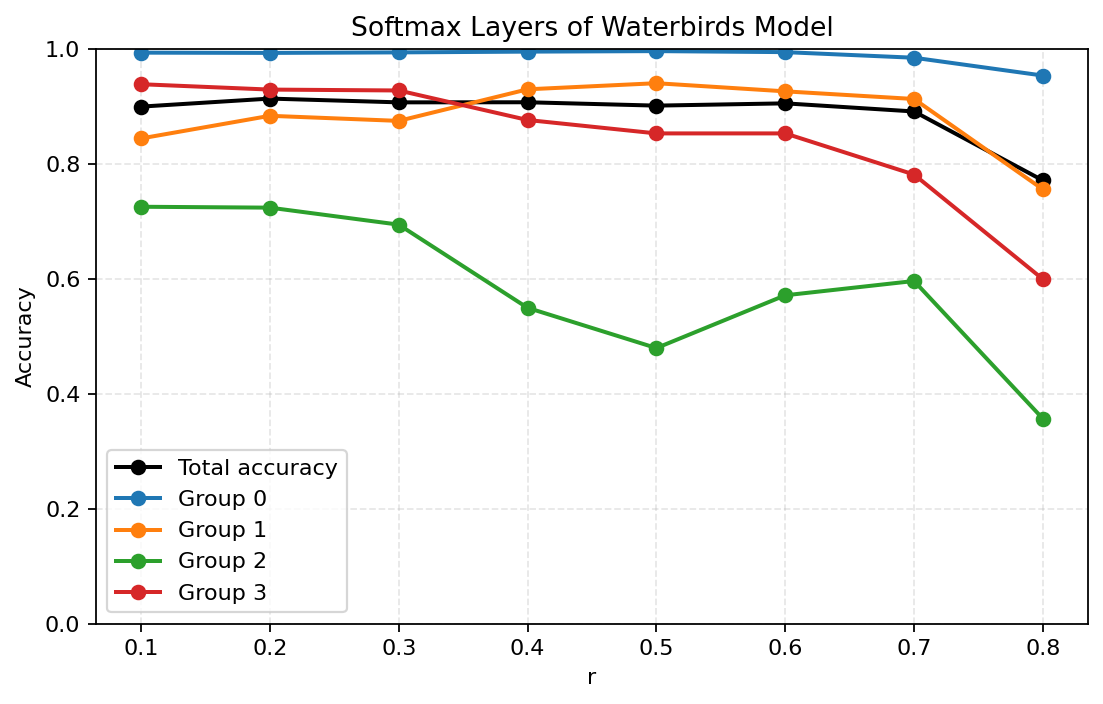 Softmax Layers of Waterbirds Model
1.0
0.8
0.6
0.4
0.2
0.0
Accuracy
Total accuracy
Group 0
Group 1
Group 2
Group 3
0.1 0.2 0.3 0.4 0.5 0.6 0.7 0.8
r